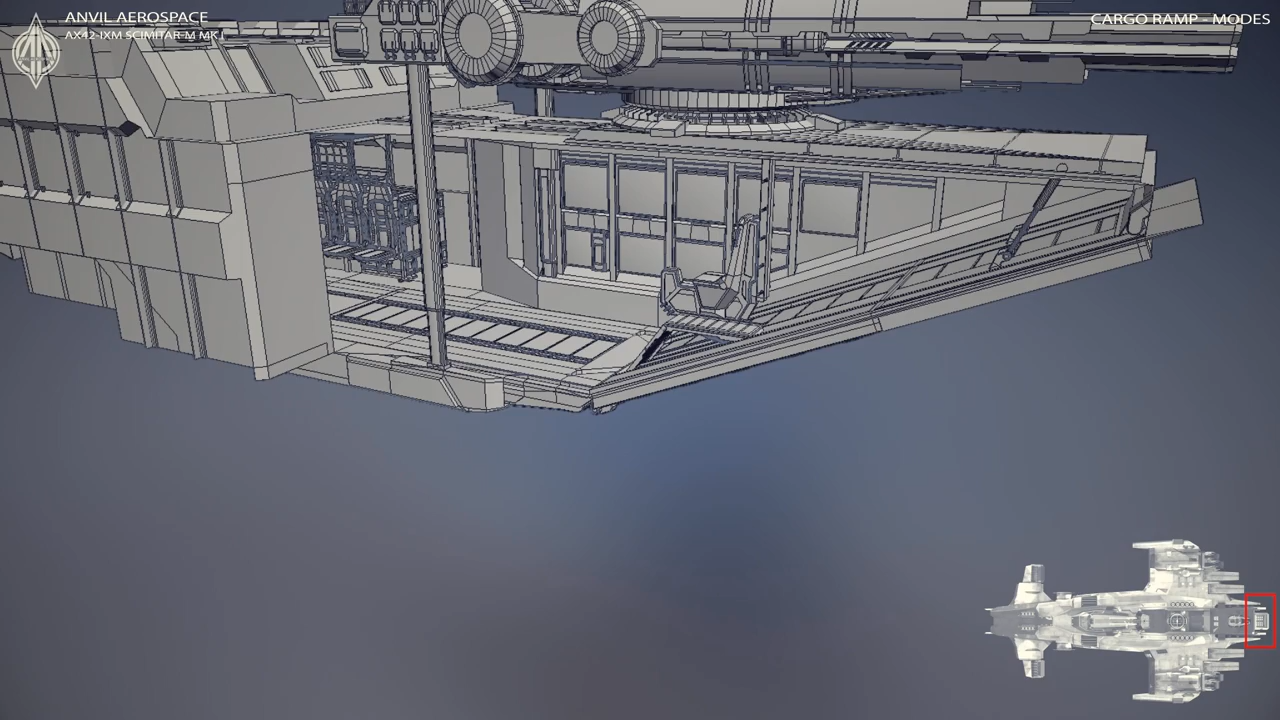 ANVIL AEROSPACE
AX42-IXM SCIMITAR-M MK I
CARGO RAMP - MODES